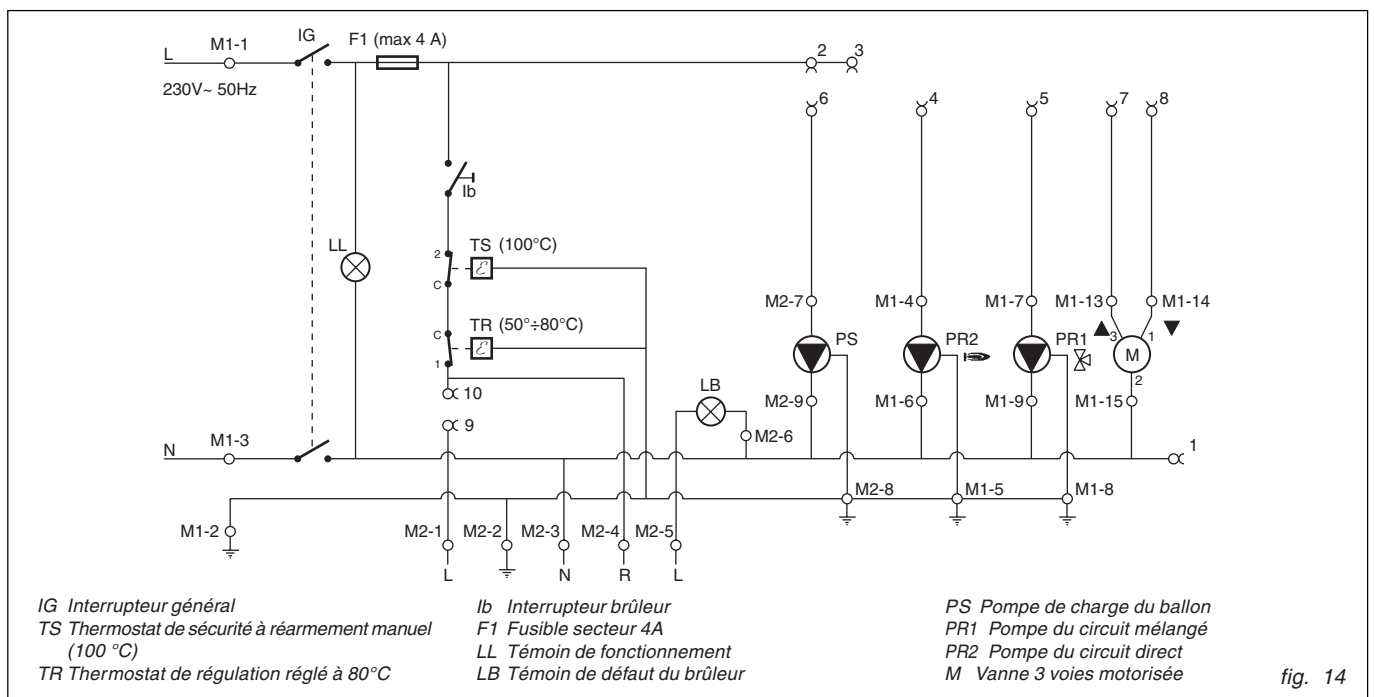 L M1-1 IG F1 (max 4 A) 2 3
230V~ 50Hz
6 4 5 7 8
Ib
LL 2 TS (100°C)
ℰ
C
M2-7 M1-4 M1-7 M1-13 M1-14
C TR (50°÷80°C)
ℰ
1
PS PR2 PR1 3 M 1
2
10
LB
M2-9 M1-6 M1-9 M1-15
9
M2-6
N M1-3 1
M2-8 M1-5 M1-8
M1-2 M2-1 M2-2 M2-3 M2-4 M2-5
L N R L
IG Interrupteur général
TS Thermostat de sécurité à réarmement manuel
(100 °C)
TR Thermostat de régulation réglé à 80°C
Ib Interrupteur brûleur
F1 Fusible secteur 4A
LL Témoin de fonctionnement
LB Témoin de défaut du brûleur
PS Pompe de charge du ballon
PR1 Pompe du circuit mélangé
PR2 Pompe du circuit direct
M Vanne 3 voies motorisée
fig. 14